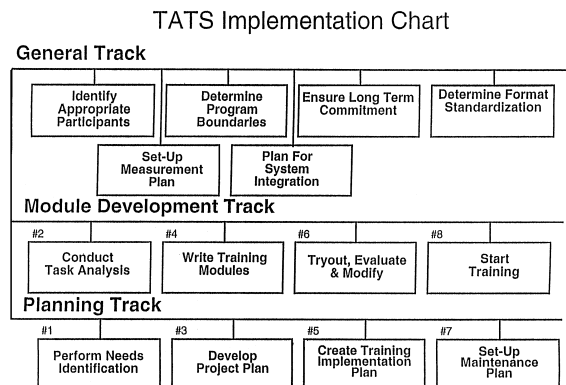 TATS Implementation Chart
General Track
Identify
Appropriate
Participants
Determine
Program
Boundaries
Ensure Long Term
Commitment
Determine Format
Standardization
Set-Up
Measurement
Plan
Plan For
System
Integration
Module Development Track
#2
Conduct
Task Analysis
#4
Write Training
Modules
#6
Tryout, Evaluate
& Modify
#8
Start
Training
Planning Track
#1
Perform Needs
Identification
#3
Develop
Project Plan
#5
Create Training
Implementation
Plan
#7
Set-Up
Maintenance
Plan